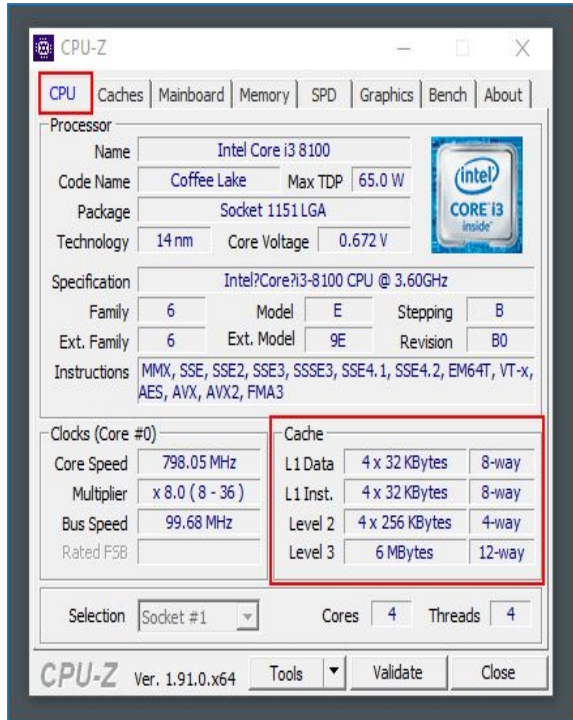 CPU-Z
CPU Caches Mainboard Memory SPD Graphics Bench About
Processor
Name Intel Core i3 8100
Code Name Coffee Lake Max TDP 65.0 W
Package Socket 1151 LGA
Technology 14 nm Core Voltage 0.672 V
intel
CORE i3
inside
Specification Intel?Core?i3-8100 CPU @ 3.60GHz
Family 6 Model E Stepping B
Ext. Family 6 Ext. Model 9E Revision B0
Instructions MMX, SSE, SSE2, SSE3, SSSE3, SSE4.1, SSE4.2, EM64T, VT-x,
AES, AVX, AVX2, FMA3
Clocks (Core #0)
Core Speed 798.05 MHz
Multiplier x 8.0 ( 8 - 36 )
Bus Speed 99.68 MHz
Rated FSB
Cache
L1 Data 4 x 32 KBytes 8-way
L1 Inst. 4 x 32 KBytes 8-way
Level 2 4 x 256 KBytes 4-way
Level 3 6 MBytes 12-way
Selection Socket #1 Cores 4 Threads 4
CPU-Z Ver. 1.91.0.x64 Tools Validate Close